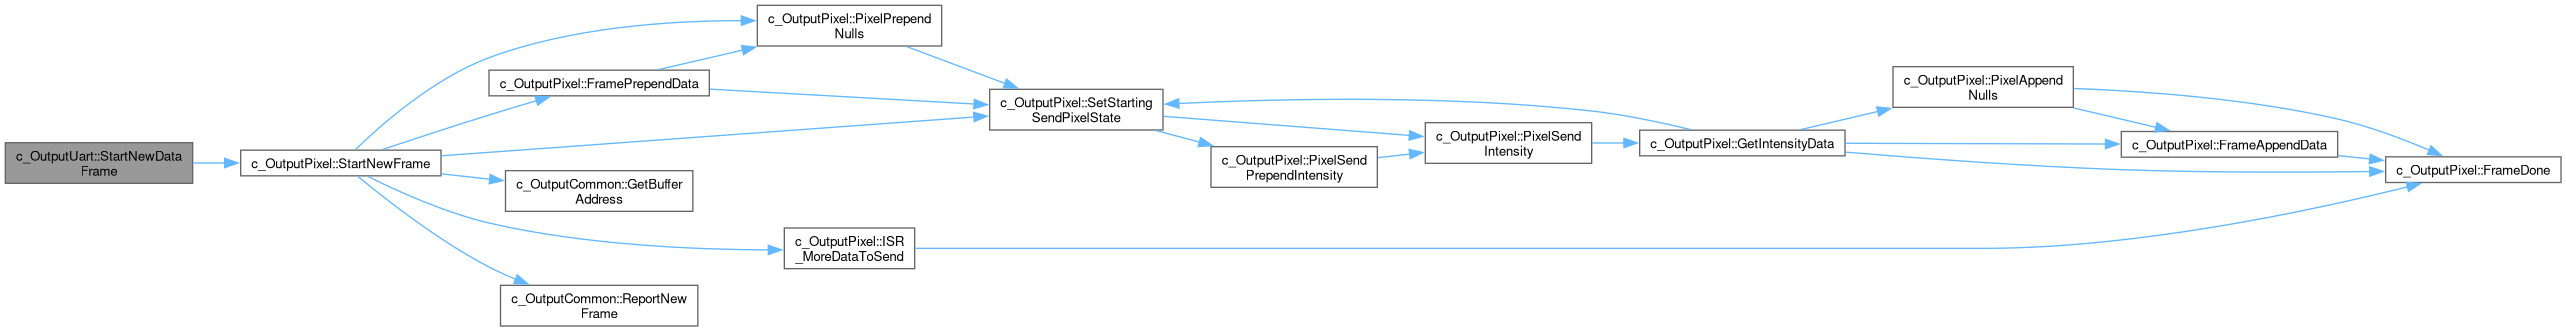 c_OutputUart::StartNewData
Frame
c_OutputPixel::StartNewFrame
c_OutputPixel::FramePrependData
c_OutputPixel::PixelPrepend
Nulls
c_OutputPixel::SetStarting
SendPixelState
c_OutputPixel::PixelSend
PrependIntensity
c_OutputPixel::PixelSend
Intensity
c_OutputPixel::GetIntensityData
c_OutputPixel::PixelAppend
Nulls
c_OutputPixel::FrameAppendData
c_OutputPixel::FrameDone
c_OutputCommon::GetBuffer
Address
c_OutputPixel::ISR
_MoreDataToSend
c_OutputCommon::ReportNew
Frame